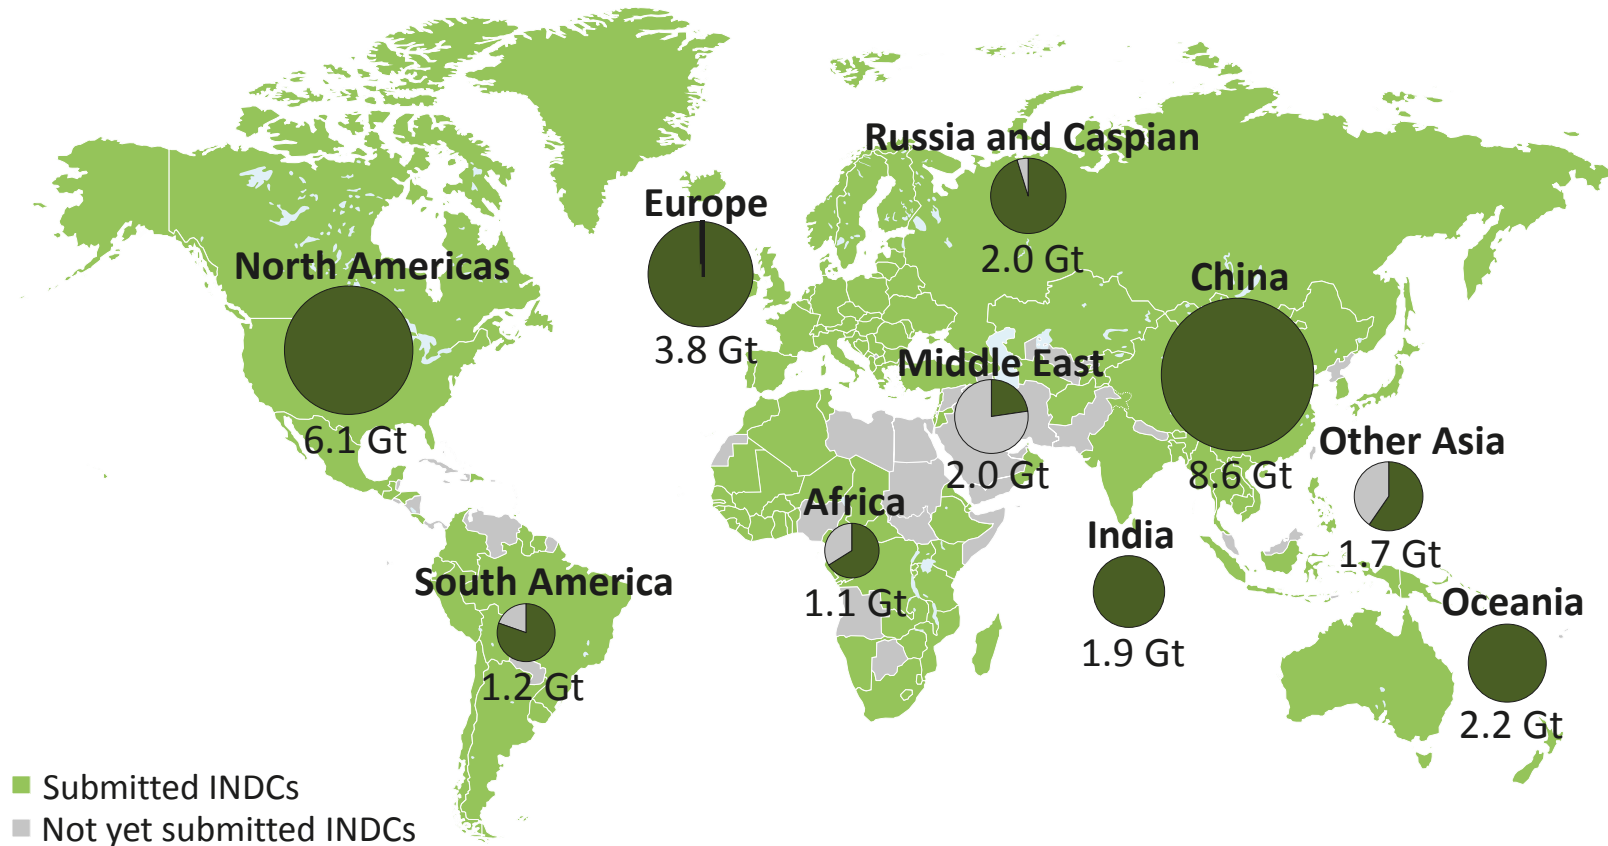 Russia and Caspian
2.0 Gt
Europe
3.8 Gt
North Americas
6.1 Gt
China
8.6 Gt
Middle East
2.0 Gt
Other Asia
1.7 Gt
Africa
1.1 Gt
India
1.9 Gt
South America
1.2 Gt
Oceania
2.2 Gt
Submitted INDCs
Not yet submitted INDCs